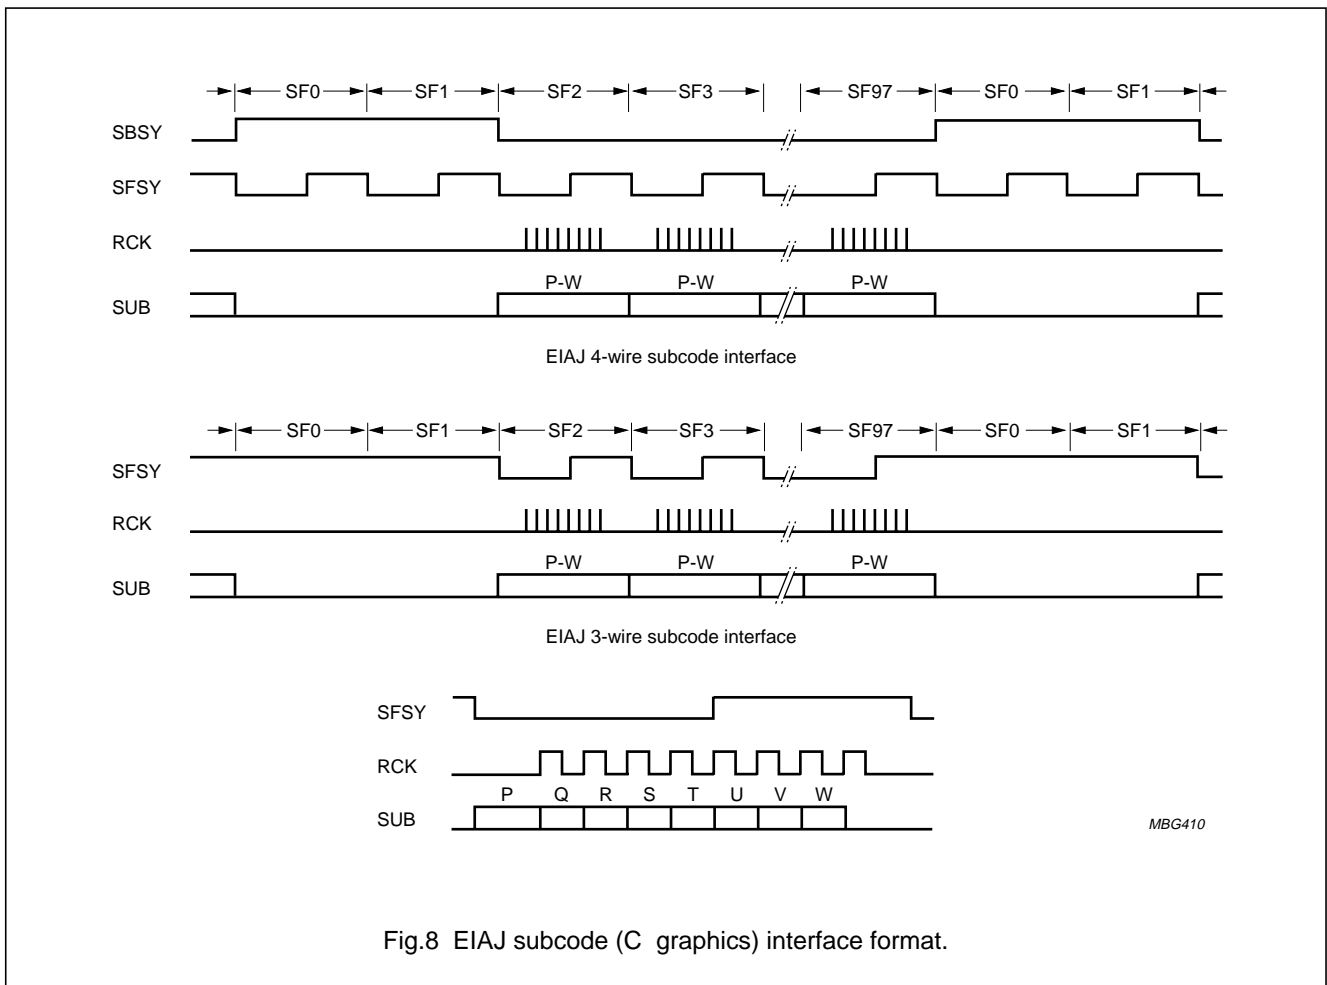 SF0 SF1 SF2 SF3 SF97 SF0 SF1
SBSY
SFSY
RCK
P-W P-W P-W
SUB
EIAJ 4-wire subcode interface
SF0 SF1 SF2 SF3 SF97 SF0 SF1
SFSY
RCK
P-W P-W P-W
SUB
EIAJ 3-wire subcode interface
SFSY
RCK
P Q R S T U V W
SUB
MBG410
Fig.8 EIAJ subcode (C graphics) interface format.